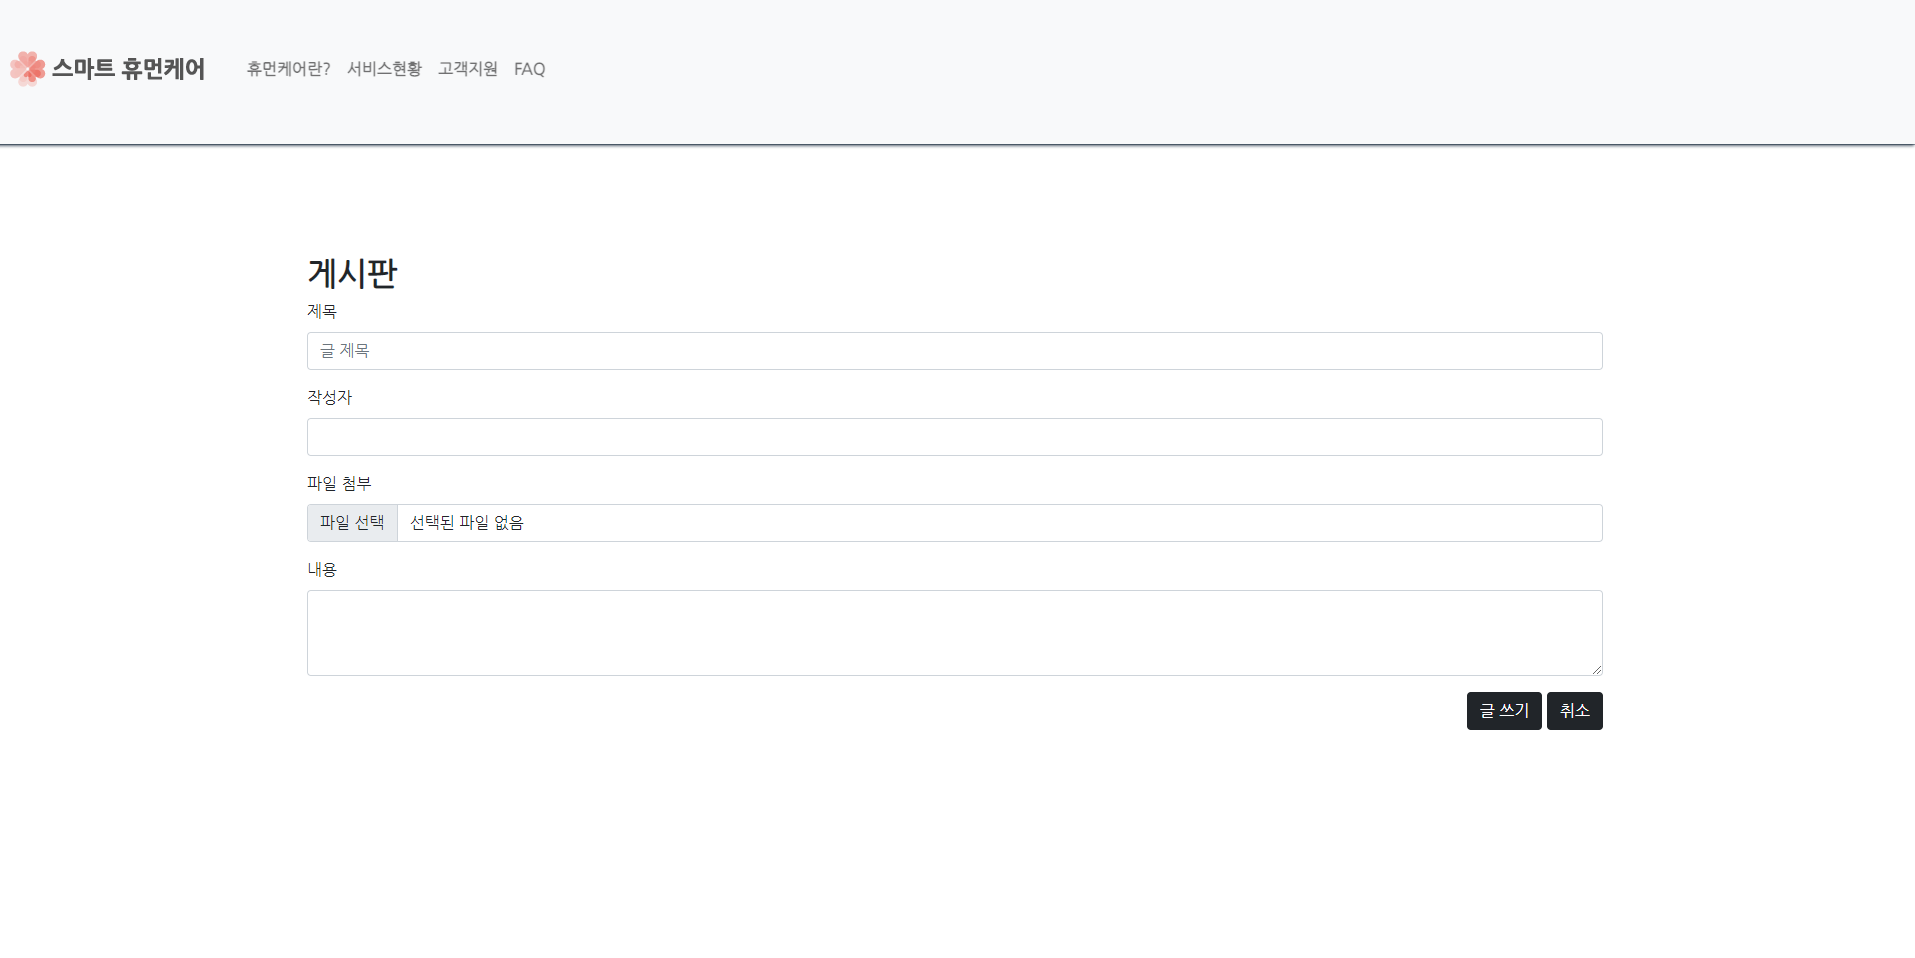 스마트 휴먼케어 휴먼케어란? 서비스현황 고객지원 FAQ
게시판
제목
글 제목
작성자
파일 첨부
파일 선택 선택된 파일 없음
내용
글 쓰기 취소